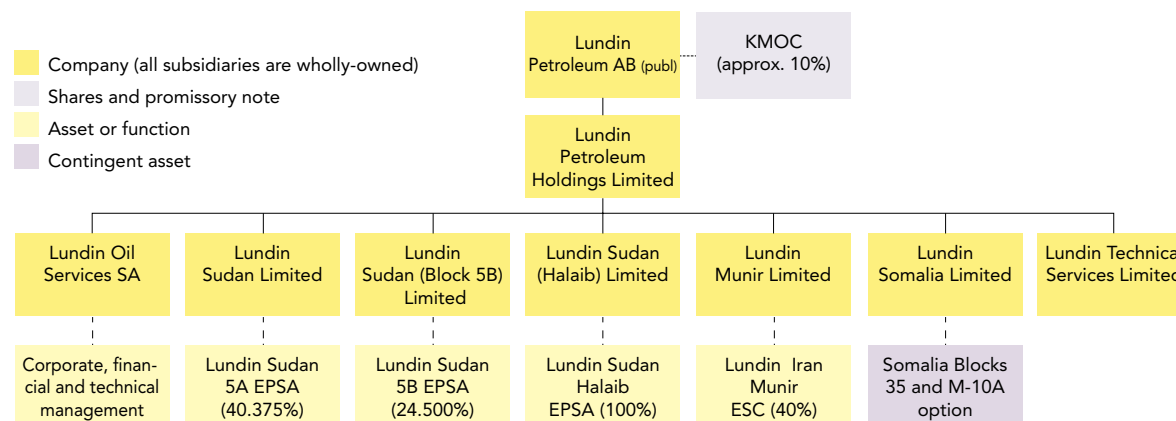 Company (all subsidiaries are wholly-owned)
Shares and promissory note
Asset or function
Contingent asset
Lundin
Petroleum AB (publ)
KMOC
(approx. 10%)
Lundin
Petroleum
Holdings Limited
Lundin Oil
Services SA
Lundin
Sudan Limited
Lundin
Sudan (Block 5B)
Limited
Lundin Sudan
(Halaib) Limited
Lundin
Munir Limited
Lundin
Somalia Limited
Lundin Technica
Services Limited
Corporate, finan-
cial and technical
management
Lundin Sudan
5A EPSA
(40.375%)
Lundin Sudan
5B EPSA
(24.500%)
Lundin Sudan
Halaib
EPSA (100%)
Lundin Iran
Munir
ESC (40%)
Somalia Blocks
35 and M-10A
option